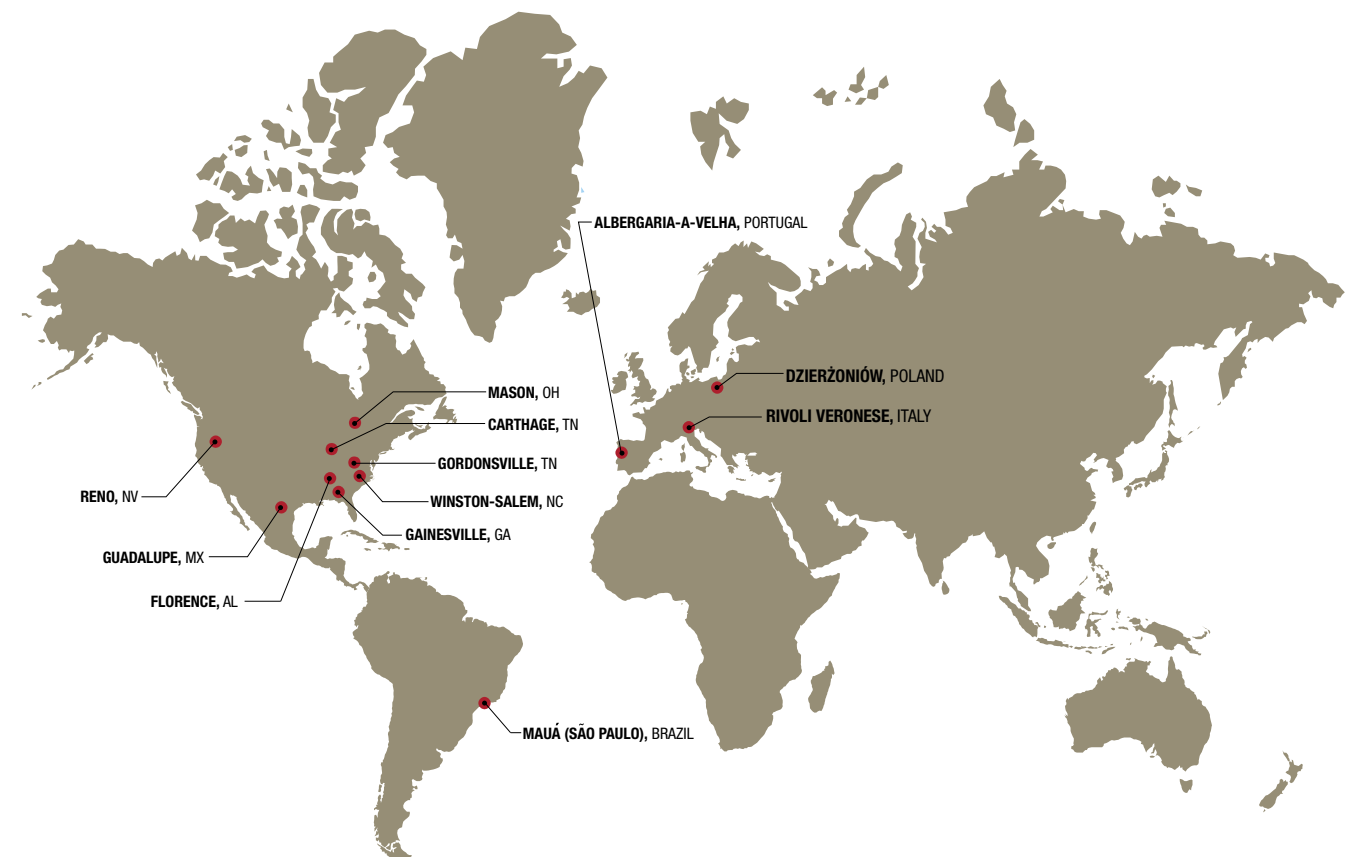 ALBERGARIA-A-VELHA, PORTUGAL
DZIERŻONIÓW, POLAND
MASON, OH
RIVOLI VERONESE, ITALY
CARTHAGE, TN
GORDONSVILLE, TN
RENO, NV
WINSTON-SALEM, NC
GAINESVILLE, GA
GUADALUPE, MX
FLORENCE, AL
MAUÁ (SÃO PAULO), BRAZIL